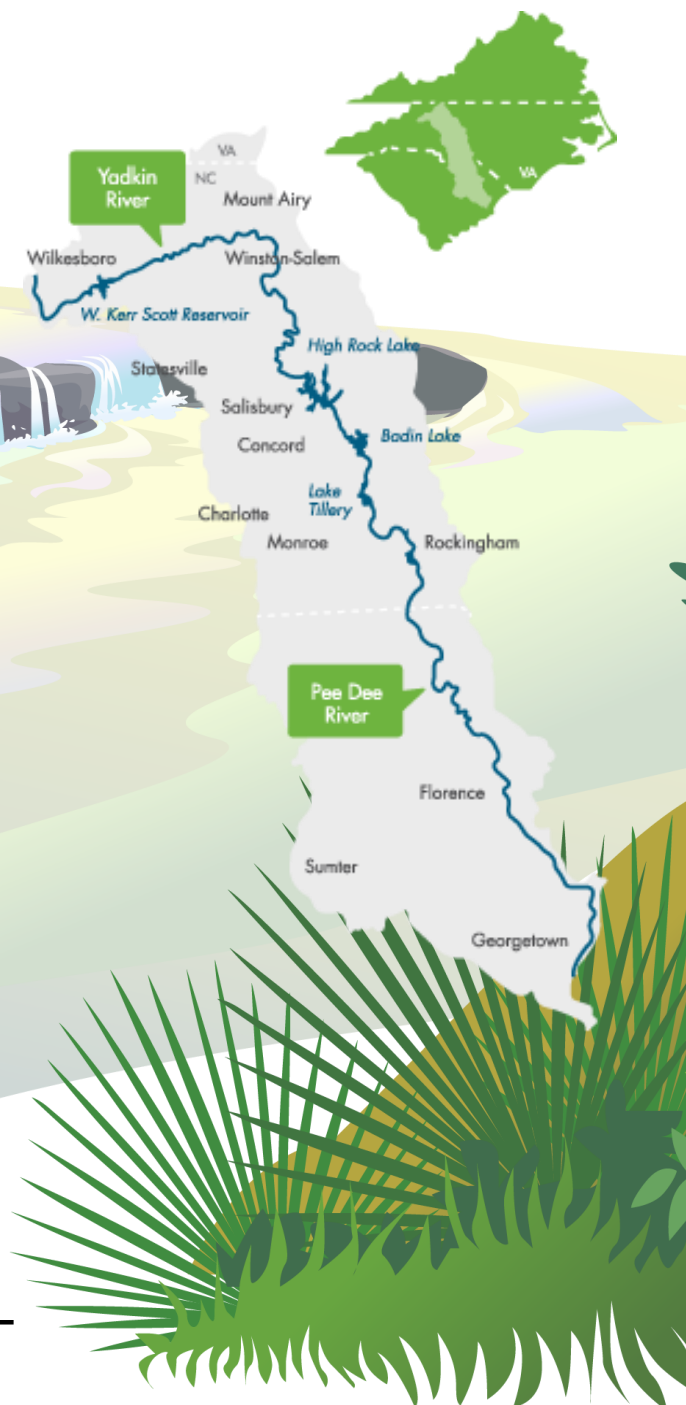 VA
VA
NC
Yadkin
River
Mount Airy
Wilkesboro
Winston-Salem
W. Kerr Scott Reservoir
High Rock Lake
Statesville
Salisbury
Badin Lake
Concord
Lake
Tillery
Charlotte
Monroe
Rockingham
Pee Dee
River
Florence
Sumter
Georgetown